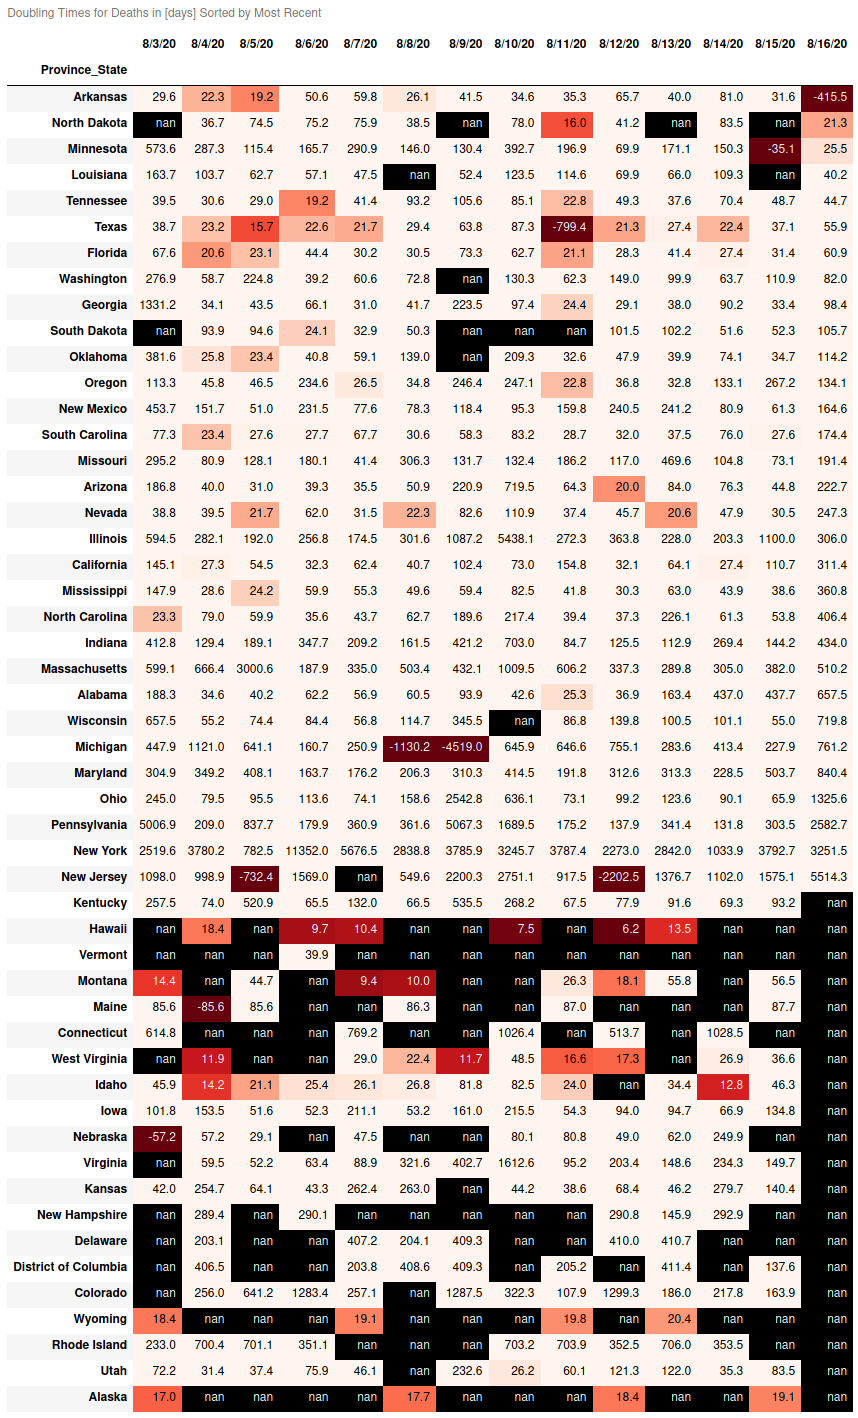 Doubling Times for Deaths in [days] Sorted by Most Recent
8/3/20 8/4/20 8/5/20 8/6/20 8/7/20 8/8/20 8/9/20 8/10/20 8/11/20 8/12/20 8/13/20 8/14/20 8/15/20 8/16/20
Province_State
Arkansas 29.6 22.3 19.2 50.6 59.8 26.1 41.5 34.6 35.3 65.7 40.0 81.0 31.6 -415.5
North Dakota nan 36.7 74.5 75.2 75.9 38.5 nan 78.0 16.0 41.2 nan 83.5 nan 21.3
Minnesota 573.6 287.3 115.4 165.7 290.9 146.0 130.4 392.7 196.9 69.9 171.1 150.3 -35.1 25.5
Louisiana 163.7 103.7 62.7 57.1 47.5 nan 52.4 123.5 114.6 69.9 66.0 109.3 nan 40.2
Tennessee 39.5 30.6 29.0 19.2 41.4 93.2 105.6 85.1 22.8 49.3 37.6 70.4 48.7 44.7
Texas 38.7 23.2 15.7 22.6 21.7 29.4 63.8 87.3 -799.4 21.3 27.4 22.4 37.1 55.9
Florida 67.6 20.6 23.1 44.4 30.2 30.5 73.3 62.7 21.1 28.3 41.4 27.4 31.4 60.9
Washington 276.9 58.7 224.8 39.2 60.6 72.8 nan 130.3 62.3 149.0 99.9 63.7 110.9 82.0
Georgia 1331.2 34.1 43.5 66.1 31.0 41.7 223.5 97.4 24.4 29.1 38.0 90.2 33.4 98.4
South Dakota nan 93.9 94.6 24.1 32.9 50.3 nan nan nan 101.5 102.2 51.6 52.3 105.7
Oklahoma 381.6 25.8 23.4 40.8 59.1 139.0 nan 209.3 32.6 47.9 39.9 74.1 34.7 114.2
Oregon 113.3 45.8 46.5 234.6 26.5 34.8 246.4 247.1 22.8 36.8 32.8 133.1 267.2 134.1
New Mexico 453.7 151.7 51.0 231.5 77.6 78.3 118.4 95.3 159.8 240.5 241.2 80.9 61.3 164.6
South Carolina 77.3 23.4 27.6 27.7 67.7 30.6 58.3 83.2 28.7 32.0 37.5 76.0 27.6 174.4
Missouri 295.2 80.9 128.1 180.1 41.4 306.3 131.7 132.4 186.2 117.0 469.6 104.8 73.1 191.4
Arizona 186.8 40.0 31.0 39.3 35.5 50.9 220.9 719.5 64.3 20.0 84.0 76.3 44.8 222.7
Nevada 38.8 39.5 21.7 62.0 31.5 22.3 82.6 110.9 37.4 45.7 20.6 47.9 30.5 247.3
Illinois 594.5 282.1 192.0 256.8 174.5 301.6 1087.2 5438.1 272.3 363.8 228.0 203.3 1100.0 306.0
California 145.1 27.3 54.5 32.3 62.4 40.7 102.4 73.0 154.8 32.1 64.1 27.4 110.7 311.4
Mississippi 147.9 28.6 24.2 59.9 55.3 49.6 59.4 82.5 41.8 30.3 63.0 43.9 38.6 360.8
North Carolina 23.3 79.0 59.9 35.6 43.7 62.7 189.6 217.4 39.4 37.3 226.1 61.3 53.8 406.4
Indiana 412.8 129.4 189.1 347.7 209.2 161.5 421.2 703.0 84.7 125.5 112.9 269.4 144.2 434.0
Massachusetts 599.1 666.4 3000.6 187.9 335.0 503.4 432.1 1009.5 606.2 337.3 289.8 305.0 382.0 510.2
Alabama 188.3 34.6 40.2 62.2 56.9 60.5 93.9 42.6 25.3 36.9 163.4 437.0 437.7 657.5
Wisconsin 657.5 55.2 74.4 84.4 56.8 114.7 345.5 nan 86.8 139.8 100.5 101.1 55.0 719.8
Michigan 447.9 1121.0 641.1 160.7 250.9 -1130.2 -4519.0 645.9 646.6 755.1 283.6 413.4 227.9 761.2
Maryland 304.9 349.2 408.1 163.7 176.2 206.3 310.3 414.5 191.8 312.6 313.3 228.5 503.7 840.4
Ohio 245.0 79.5 95.5 113.6 74.1 158.6 2542.8 636.1 73.1 99.2 123.6 90.1 65.9 1325.6
Pennsylvania 5006.9 209.0 837.7 179.9 360.9 361.6 5067.3 1689.5 175.2 137.9 341.4 131.8 303.5 2582.7
New York 2519.6 3780.2 782.5 11352.0 5676.5 2838.8 3785.9 3245.7 3787.4 2273.0 2842.0 1033.9 3792.7 3251.5
New Jersey 1098.0 998.9 -732.4 1569.0 nan 549.6 2200.3 2751.1 917.5 -2202.5 1376.7 1102.0 1575.1 5514.3
Kentucky 257.5 74.0 520.9 65.5 132.0 66.5 535.5 268.2 67.5 77.9 91.6 69.3 93.2 nan
Hawaii nan 18.4 nan 9.7 10.4 nan nan 7.5 nan 6.2 13.5 nan nan nan
Vermont nan nan nan 39.9 nan nan nan nan nan nan nan nan nan nan
Montana 14.4 nan 44.7 nan 9.4 10.0 nan nan 26.3 18.1 55.8 nan 56.5 nan
Maine 85.6 -85.6 85.6 nan nan 86.3 nan nan 87.0 nan nan nan 87.7 nan
Connecticut 614.8 nan nan nan 769.2 nan nan 1026.4 nan 513.7 nan 1028.5 nan nan
West Virginia nan 11.9 nan nan 29.0 22.4 11.7 48.5 16.6 17.3 nan 26.9 36.6 nan
Idaho 45.9 14.2 21.1 25.4 26.1 26.8 81.8 82.5 24.0 nan 34.4 12.8 46.3 nan
Iowa 101.8 153.5 51.6 52.3 211.1 53.2 161.0 215.5 54.3 94.0 94.7 66.9 134.8 nan
Nebraska -57.2 57.2 29.1 nan 47.5 nan nan 80.1 80.8 49.0 62.0 249.9 nan nan
Virginia nan 59.5 52.2 63.4 88.9 321.6 402.7 1612.6 95.2 203.4 148.6 234.3 149.7 nan
Kansas 42.0 254.7 64.1 43.3 262.4 263.0 nan 44.2 38.6 68.4 46.2 279.7 140.4 nan
New Hampshire nan 289.4 nan 290.1 nan nan nan nan nan 290.8 145.9 292.9 nan nan
Delaware nan 203.1 nan nan 407.2 204.1 409.3 nan nan 410.0 410.7 nan nan nan
District of Columbia nan 406.5 nan nan 203.8 408.6 409.3 nan 205.2 nan 411.4 nan 137.6 nan
Colorado nan 256.0 641.2 1283.4 257.1 nan 1287.5 322.3 107.9 1299.3 186.0 217.8 163.9 nan
Wyoming 18.4 nan nan nan 19.1 nan nan nan 19.8 nan 20.4 nan nan nan
Rhode Island 233.0 700.4 701.1 351.1 nan nan nan 703.2 703.9 352.5 706.0 353.5 nan nan
Utah 72.2 31.4 37.4 75.9 46.1 nan 232.6 26.2 60.1 121.3 122.0 35.3 83.5 nan
Alaska 17.0 nan nan nan nan 17.7 nan nan nan 18.4 nan nan 19.1 nan